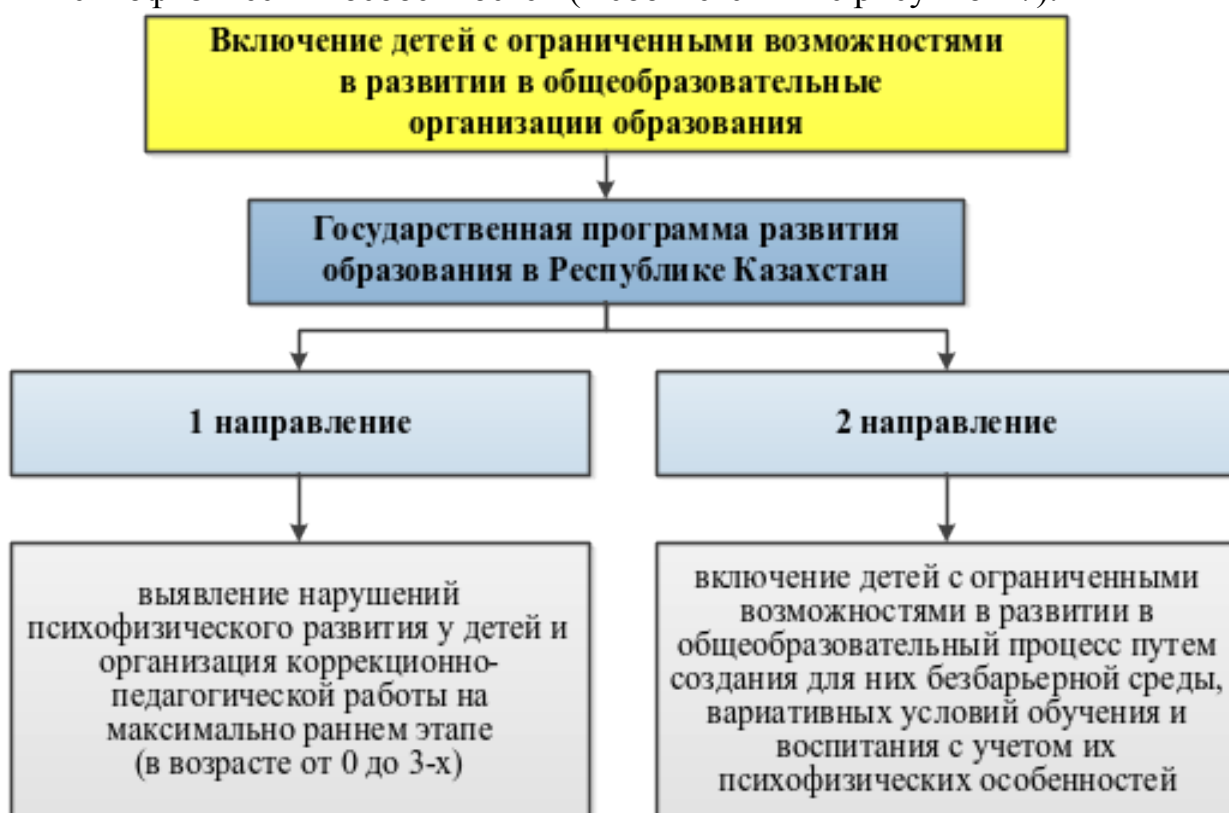 Включение детей с ограниченными возможностями
в развитии в общеобразовательные
организации образования
Государственная программа развития
образования в Республике Казахстан
1 направление
2 направление
выявление нарушений
психофизического развития у детей и
организация коррекционно-
педагогической работы на
максимально раннем этапе
(в возрасте от 0 до 3-х)
включение детей с ограниченными
возможностями в развитии в
общеобразовательный процесс путем
создания для них безбарьерной среды,
вариативных условий обучения и
воспитания с учетом их
психофизических особенностей